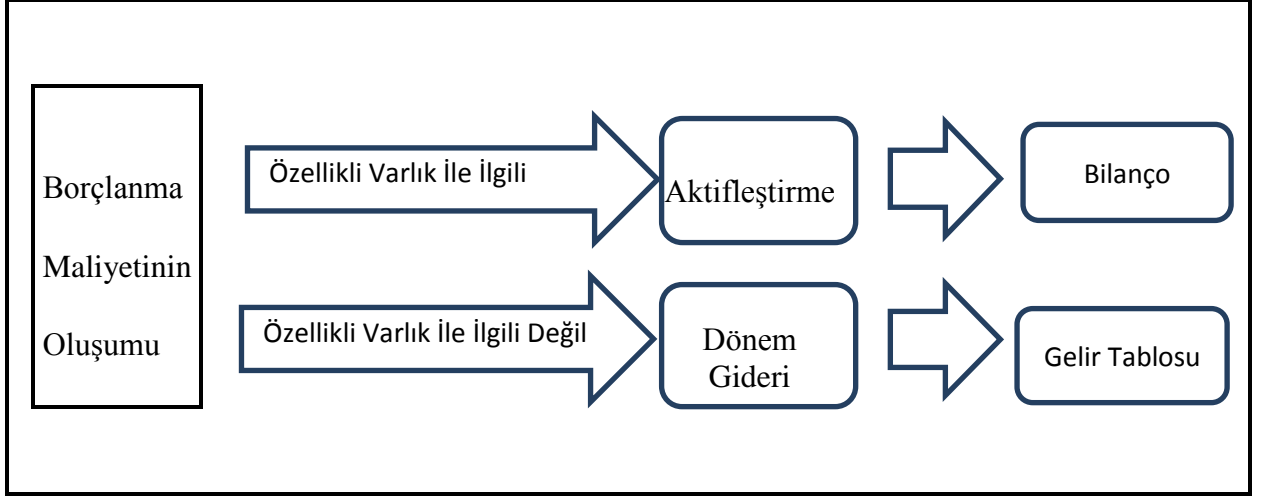 Borçlanma
Maliyetinin
Oluşumu
Özellikli Varlık İle İlgili
Aktifleştirme
Bilanço
Özellikli Varlık İle İlgili Değil
Dönem
Gideri
Gelir Tablosu